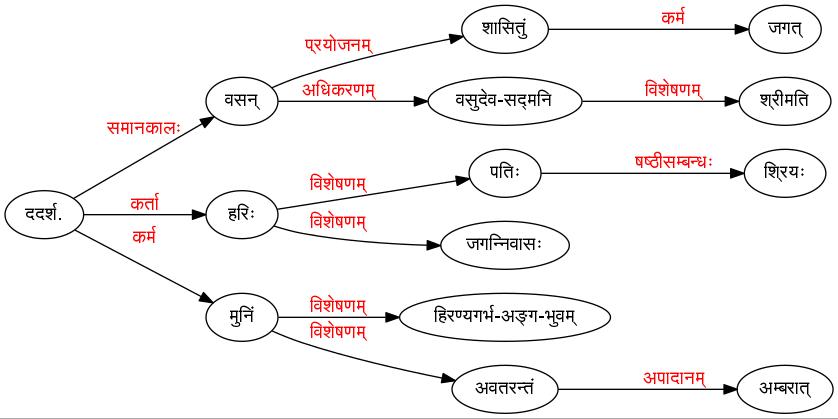 शासितुं
कर्म
जगत्
प्रयोजनम्
वसन्
अधिकरणम्
वसुदेव-सद्मनि
विशेषणम्
श्रीमति
समानकालः
ददर्श.
कर्ता
हरिः
विशेषणम्
पतिः
षष्ठीसम्बन्धः
श्रियः
विशेषणम्
जगन्निवासः
कर्म
मुनिं
विशेषणम्
हिरण्यगर्भ-अङ्ग-भुवम्
विशेषणम्
अवतरन्तं
अपादानम्
अम्बरात्